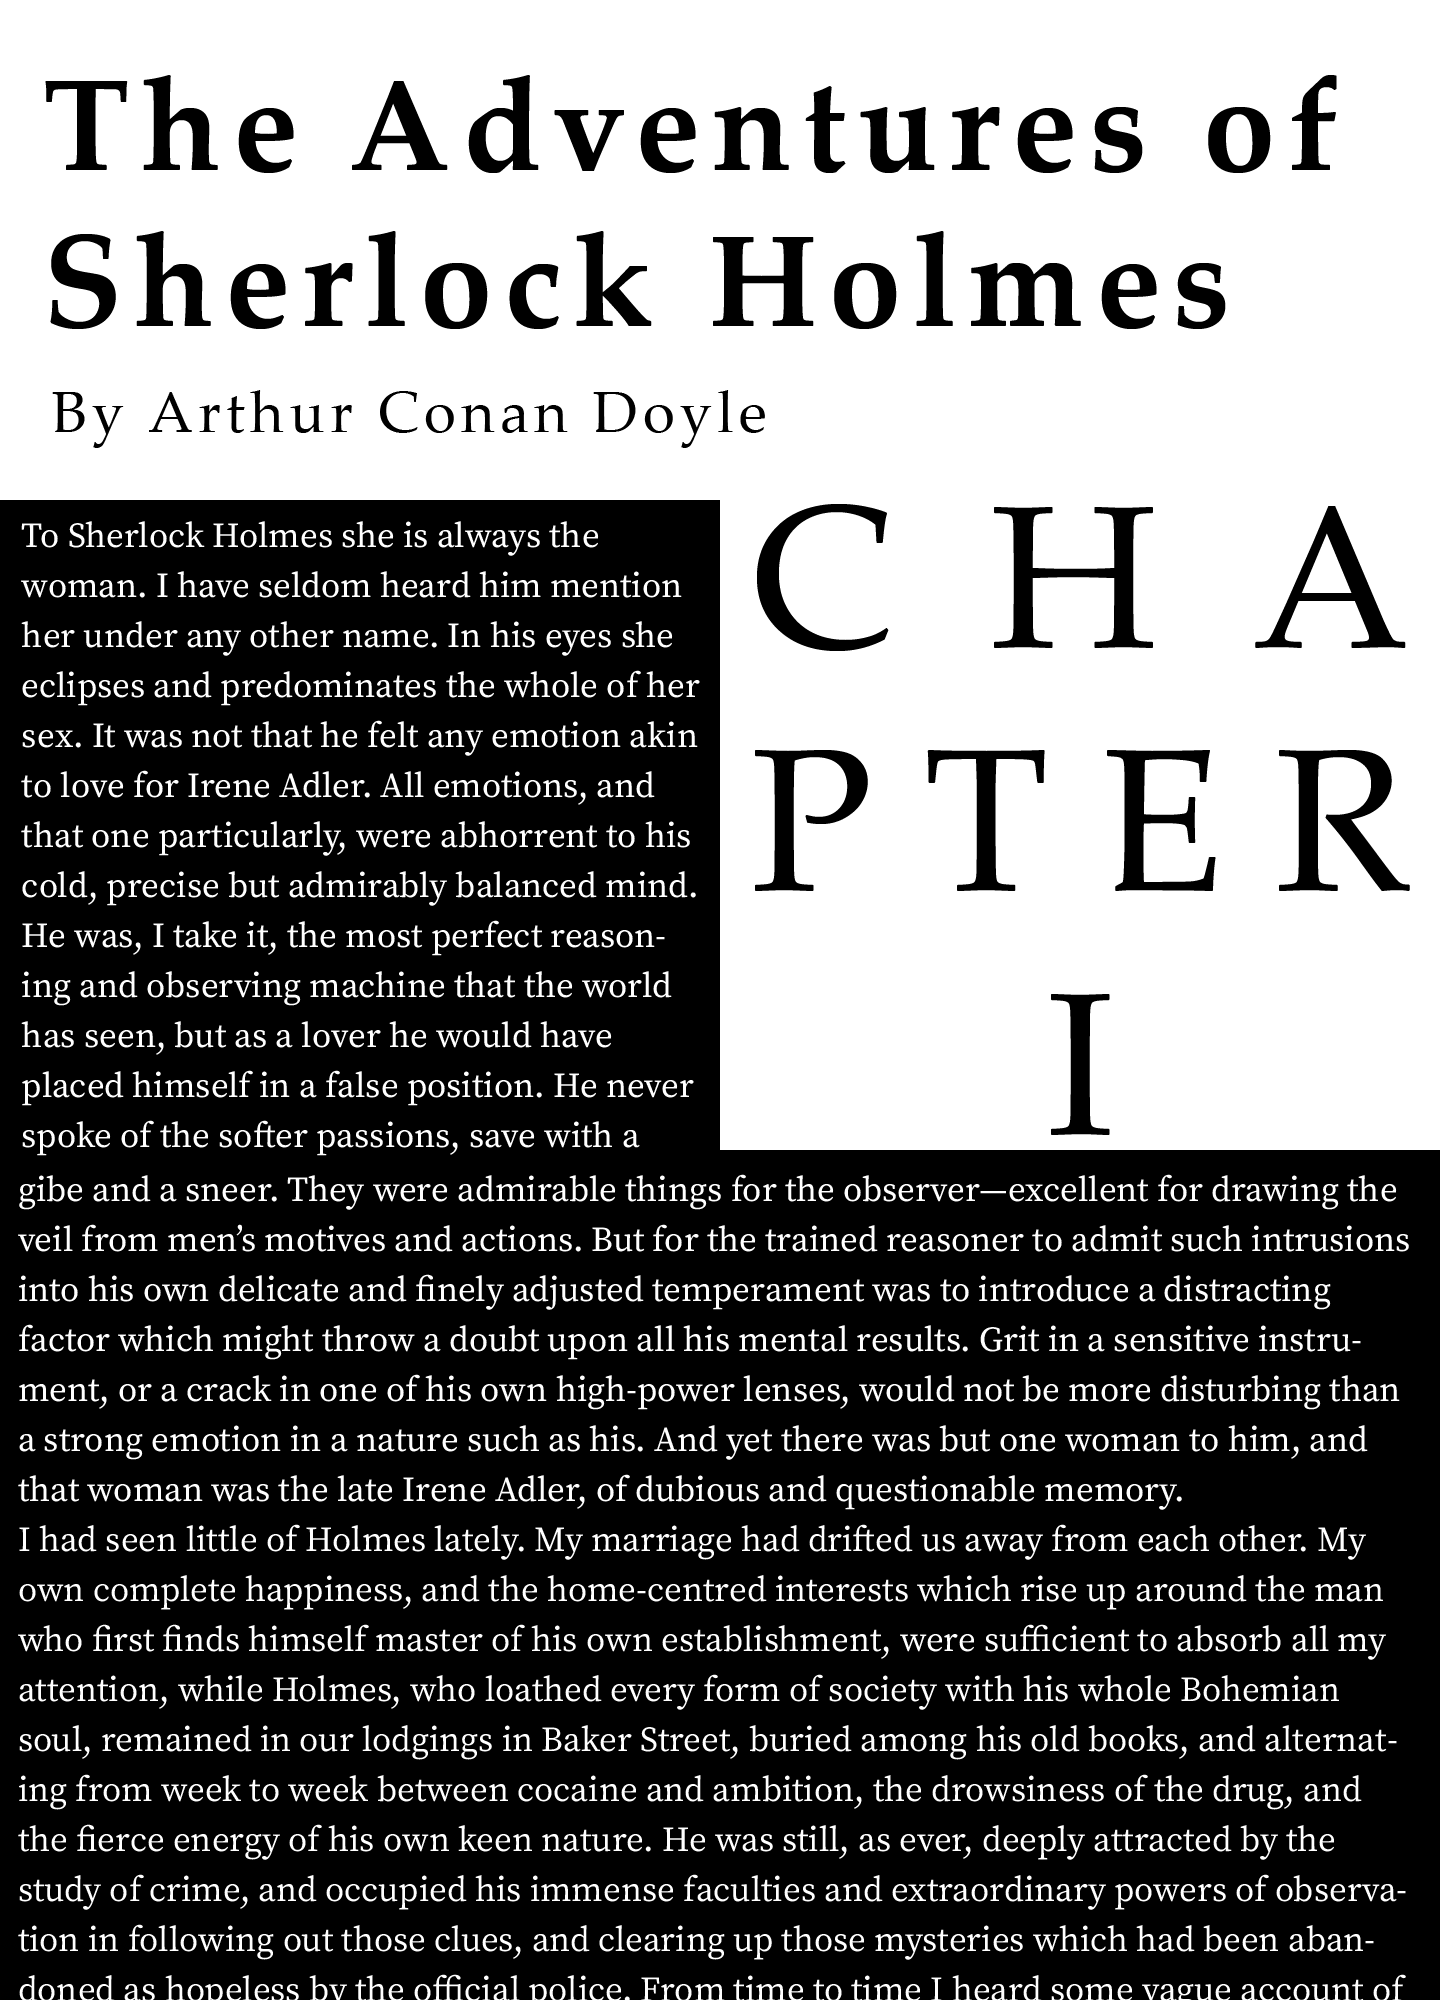 The Adventures of
Sherlock Holmes
By Arthur Conan Doyle
C H A
P T E R
I
To Sherlock Holmes she is always the
woman. I have seldom heard him mention
her under any other name. In his eyes she
eclipses and predominates the whole of her
sex. It was not that he felt any emotion akin
to love for Irene Adler. All emotions, and
that one particularly, were abhorrent to his
cold, precise but admirably balanced mind.
He was, I take it, the most perfect reason-
ing and observing machine that the world
has seen, but as a lover he would have
placed himself in a false position. He never
spoke of the softer passions, save with a
gibe and a sneer. They were admirable things for the observer—excellent for drawing the
veil from men’s motives and actions. But for the trained reasoner to admit such intrusions
into his own delicate and finely adjusted temperament was to introduce a distracting
factor which might throw a doubt upon all his mental results. Grit in a sensitive instru-
ment, or a crack in one of his own high-power lenses, would not be more disturbing than
a strong emotion in a nature such as his. And yet there was but one woman to him, and
that woman was the late Irene Adler, of dubious and questionable memory.
I had seen little of Holmes lately. My marriage had drifted us away from each other. My
own complete happiness, and the home-centred interests which rise up around the man
who first finds himself master of his own establishment, were sufficient to absorb all my
attention, while Holmes, who loathed every form of society with his whole Bohemian
soul, remained in our lodgings in Baker Street, buried among his old books, and alternat-
ing from week to week between cocaine and ambition, the drowsiness of the drug, and
the fierce energy of his own keen nature. He was still, as ever, deeply attracted by the
study of crime, and occupied his immense faculties and extraordinary powers of observa-
tion in following out those clues, and clearing up those mysteries which had been aban-
doned as hopeless by the official police. From time to time I heard some vague account of